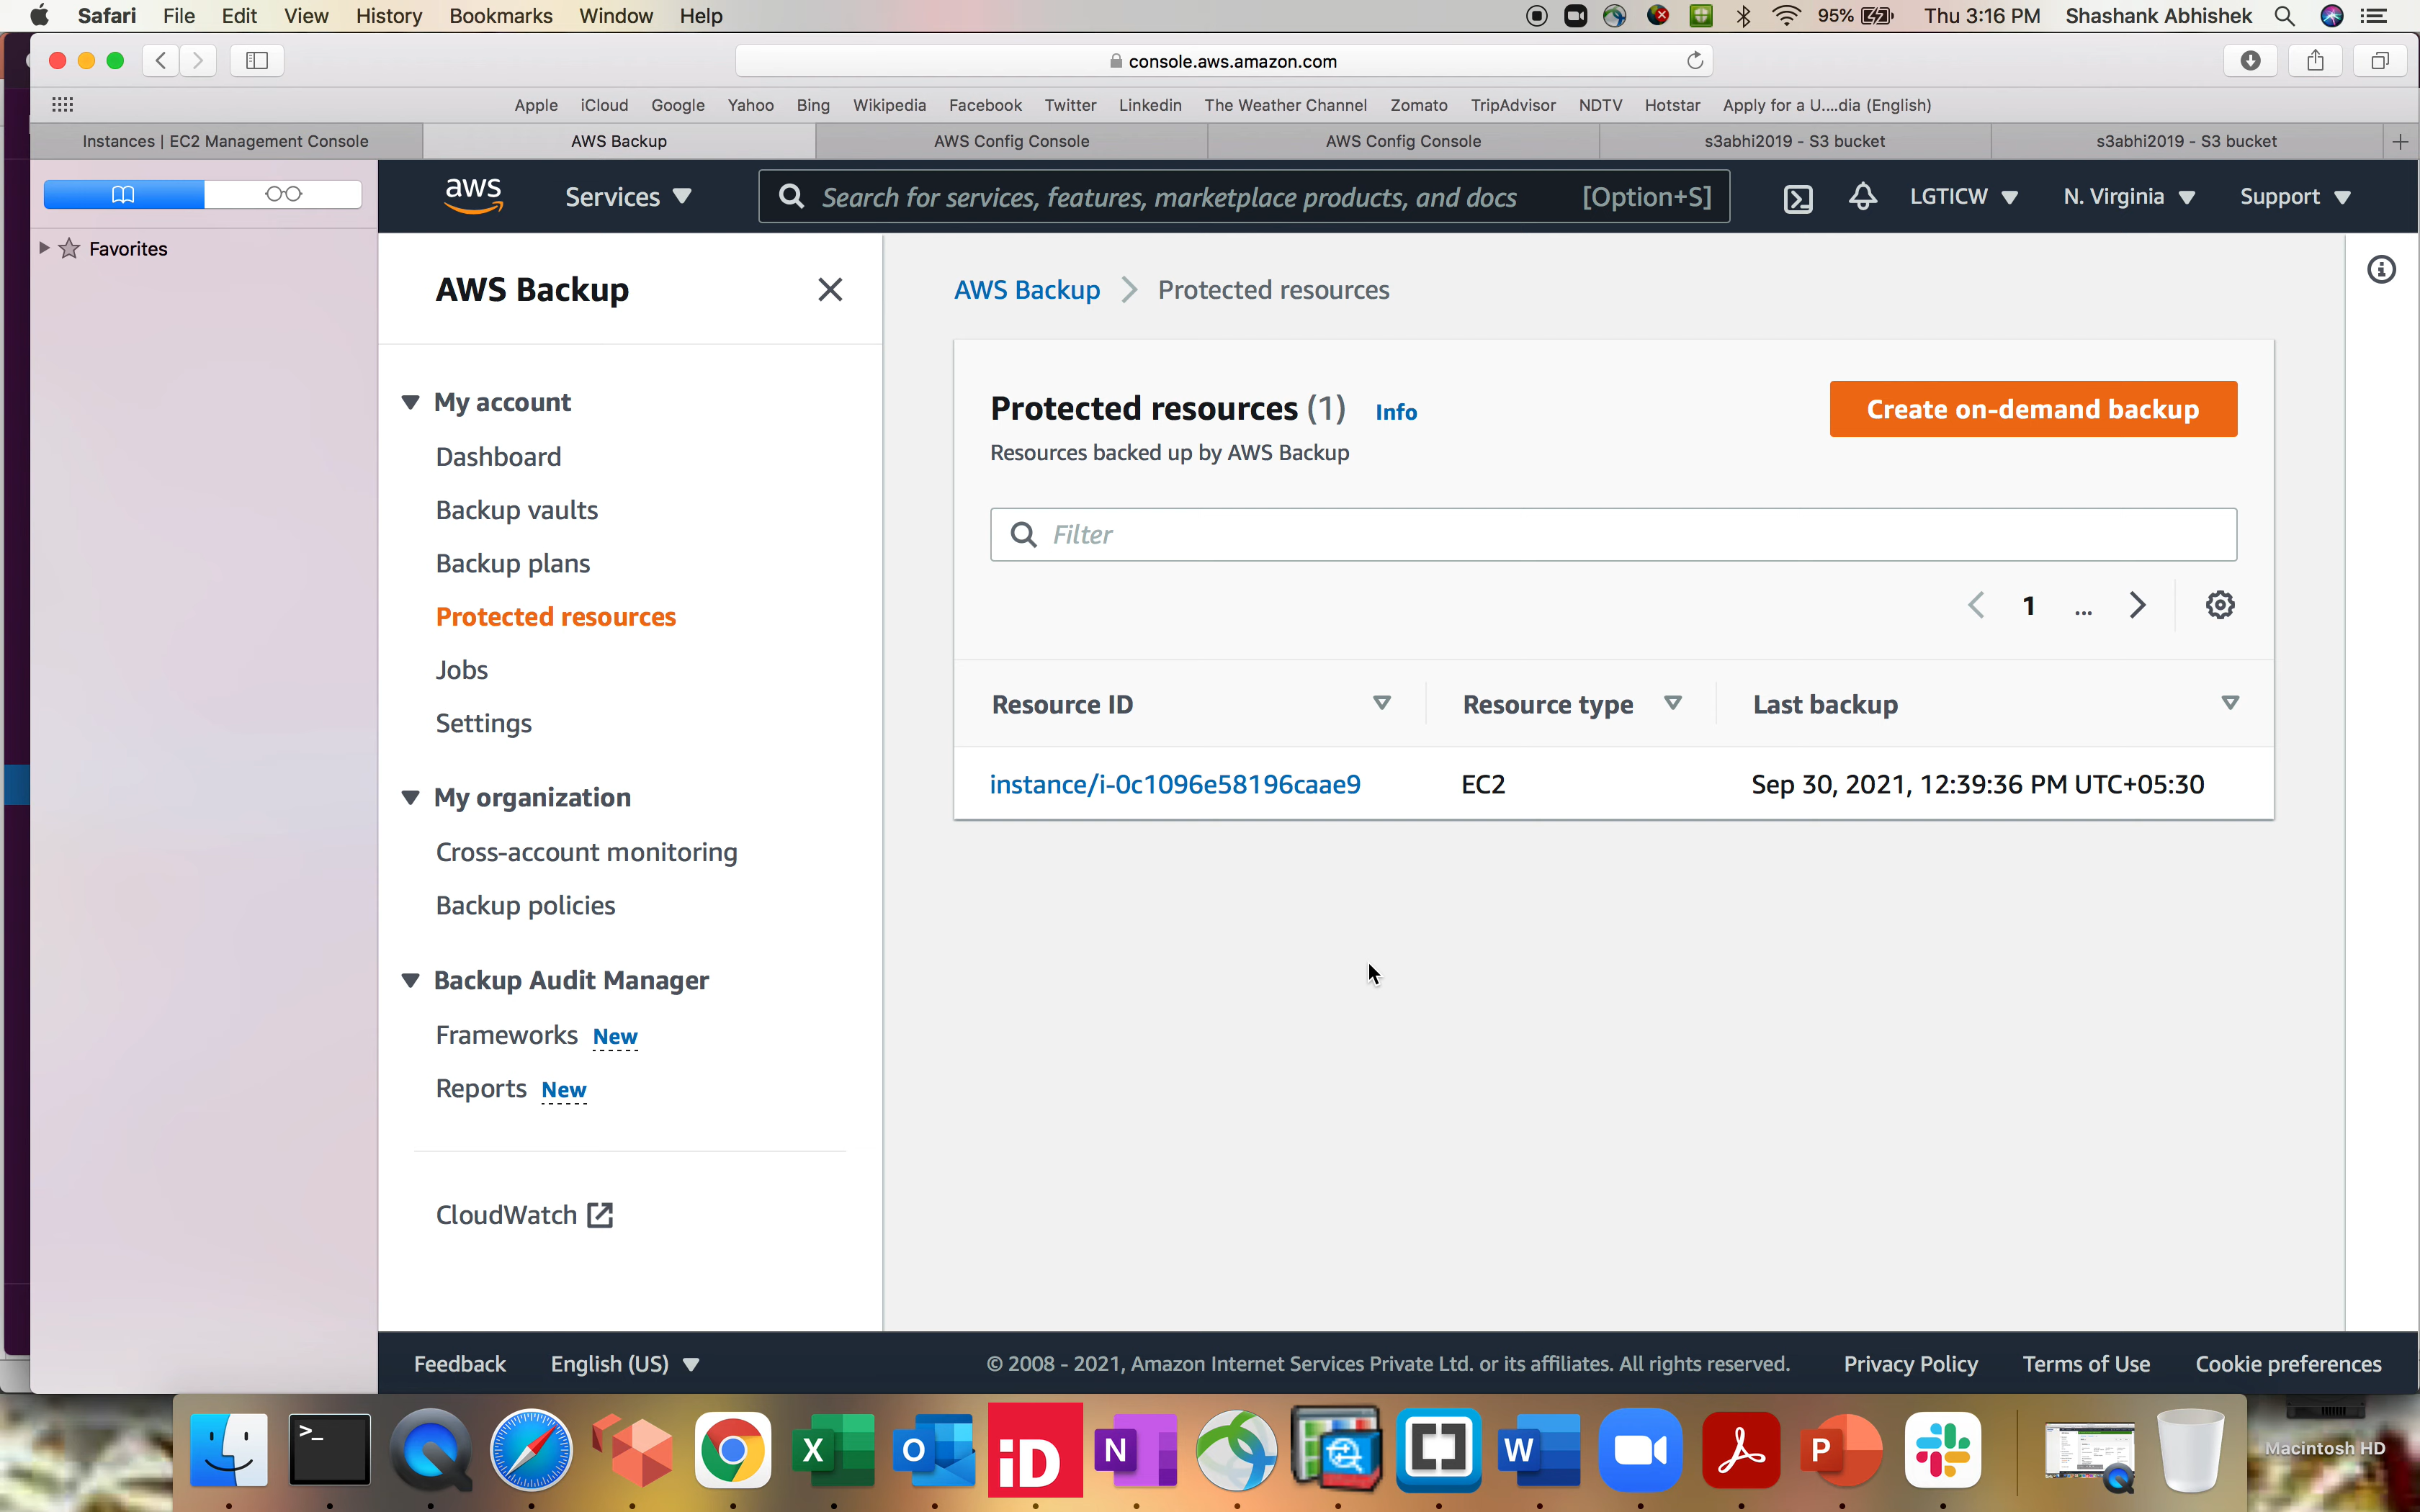 Safari File Edit View History Bookmarks Window Help 95% Thu 3:16 PM Shashank Abhishek
console.aws.amazon.com
Apple iCloud Google Yahoo Bing Wikipedia Facebook Twitter Linkedin The Weather Channel Zomato TripAdvisor NDTV Hotstar Apply for a U....dia (English)
Instances | EC2 Management Console AWS Backup AWS Config Console AWS Config Console s3abhi2019 - S3 bucket s3abhi2019 - S3 bucket
aws Services Search for services, features, marketplace products, and docs [Option+S] LGTICW N. Virginia Support
Favorites
AWS Backup
My account
Dashboard
Backup vaults
Backup plans
Protected resources
Jobs
Settings
My organization
Cross-account monitoring
Backup policies
Backup Audit Manager
Frameworks New
Reports New
CloudWatch
AWS Backup Protected resources
Protected resources (1) Info
Create on-demand backup
Resources backed up by AWS Backup
Filter
1 ...
Resource ID Resource type Last backup
instance/i-0c1096e58196caae9 EC2 Sep 30, 2021, 12:39:36 PM UTC+05:30
Feedback English (US) © 2008 - 2021, Amazon Internet Services Private Ltd. or its affiliates. All rights reserved. Privacy Policy Terms of Use Cookie preferences
>_ X O iD N W P
Macintosh HD